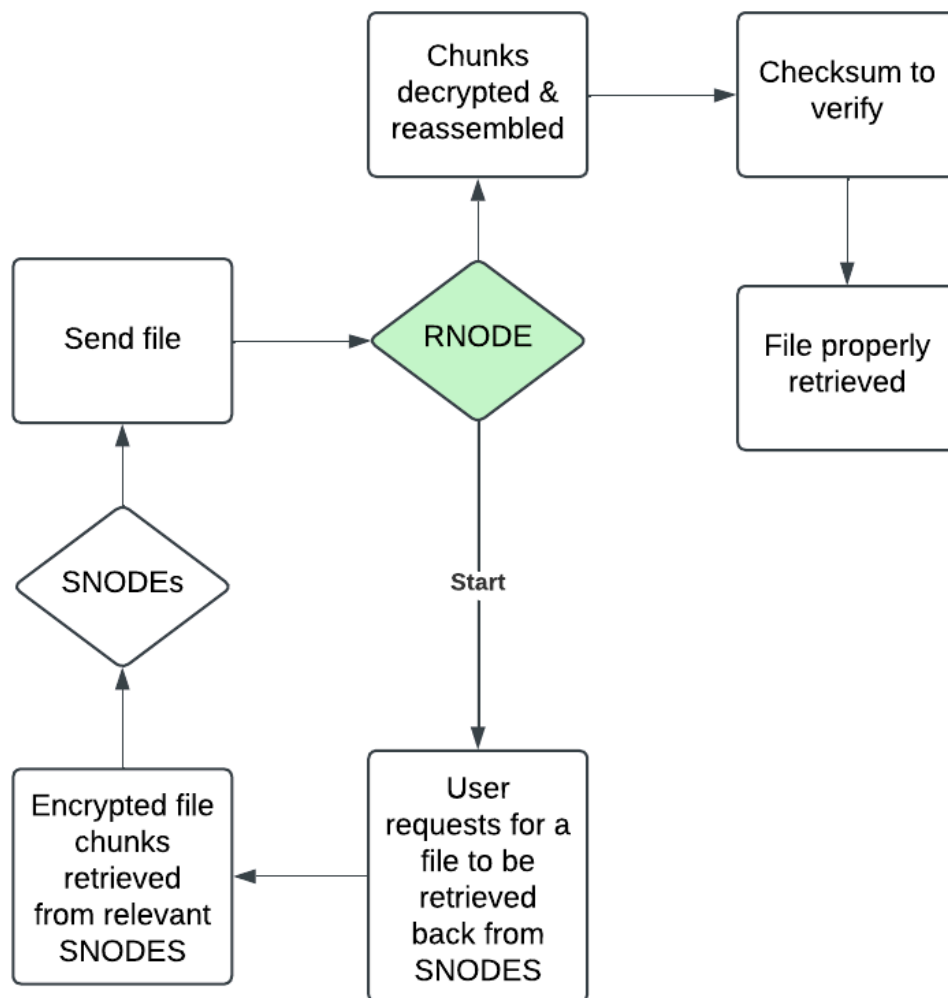 Chunks
decrypted &
reassembled
Checksum to
verify
Send file
RNODE
File properly
retrieved
SNODEs
Start
Encrypted file
chunks
retrieved
from relevant
SNODES
User
requests for a
file to be
retrieved
back from
SNODES